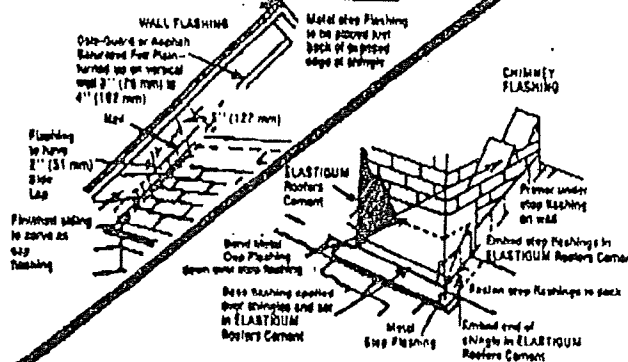 WALL FLASHING
Metal step Flashing
to be placed just
back of exposed
edge of shingle
or Asphalt
Saturated Felt
turned up on vertical
wall 3" to
4" (102 mm)
Nail
5" (127 mm)
Flashing
to have
2" (51 mm)
Side
Lap
Finished siding
to serve as
cap
flashing
CHIMNEY
FLASHING
ELASTIGUM
Roofers
Cement
Primer under
step flashing
on wall
Embed step flashings in
ELASTIGUM Roofers Cement
Fasten step flashings to deck
Bend Metal
Cap Flashing
down over step flashing
Base flashing applied
over shingles and set
in ELASTIGUM
Roofers Cement
Metal
Step Flashing
Embed end of
shingle in ELASTIGUM
Roofers Cement